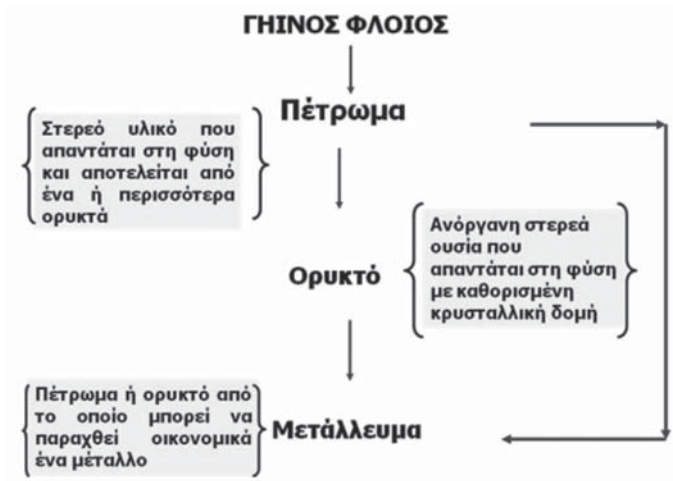 ΓΗΙΝΟΣ ΦΛΟΙΟΣ
Πέτρωμα
Στερεό υλικό που
απαντάται στη φύση
και αποτελείται από
ένα ή περισσότερα
ορυκτά
Ορυκτό
Ανόργανη στερεά
ουσία που
απαντάται στη φύση
με καθορισμένη
κρυσταλλική δομή
Πέτρωμα ή ορυκτό από
το οποίο μπορεί να
παραχθεί οικονομικά
ένα μέταλλο
Μετάλλευμα